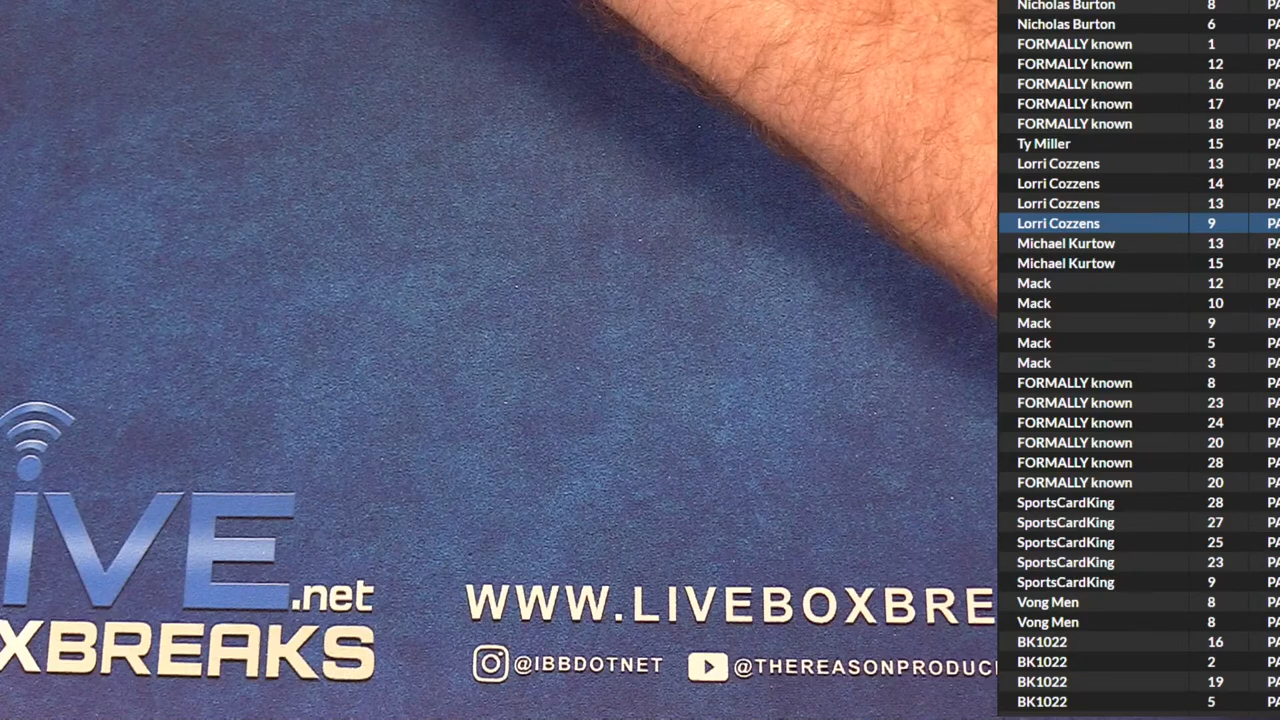 Nicholas Burton 8 PA
Nicholas Burton 6 PA
FORMALLY known 1 PA
FORMALLY known 12 PA
FORMALLY known 16 PA
FORMALLY known 17 PA
FORMALLY known 18 PA
Ty Miller 15 PA
Lorri Cozzens 13 PA
Lorri Cozzens 14 PA
Lorri Cozzens 13 PA
Lorri Cozzens 9 PA
Michael Kurtow 13 PA
Michael Kurtow 15 PA
Mack 12 PA
Mack 10 PA
Mack 9 PA
Mack 5 PA
Mack 3 PA
FORMALLY known 8 PA
FORMALLY known 23 PA
FORMALLY known 24 PA
FORMALLY known 20 PA
FORMALLY known 28 PA
FORMALLY known 20 PA
SportsCardKing 28 PA
SportsCardKing 27 PA
SportsCardKing 25 PA
SportsCardKing 23 PA
SportsCardKing 9 PA
Vong Men 8 PA
Vong Men 8 PA
BK1022 16 PA
BK1022 2 PA
BK1022 19 PA
BK1022 5 PA
iVE.net
XBREAKS
WWW.LIVEBOXBRE
@IBBDOTNET @THEREASONPRODUC